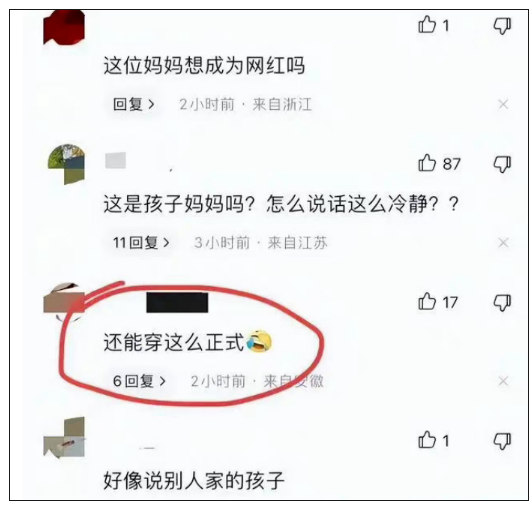 1
这位妈妈想成为网红吗
回复 > 2小时前 · 来自浙江
87
这是孩子妈妈吗？怎么说话这么冷静？？
11回复 > 3小时前 · 来自江苏
17
还能穿这么正式🤣
6回复 > 2小时前 · 来自安徽
1
好像说别人家的孩子